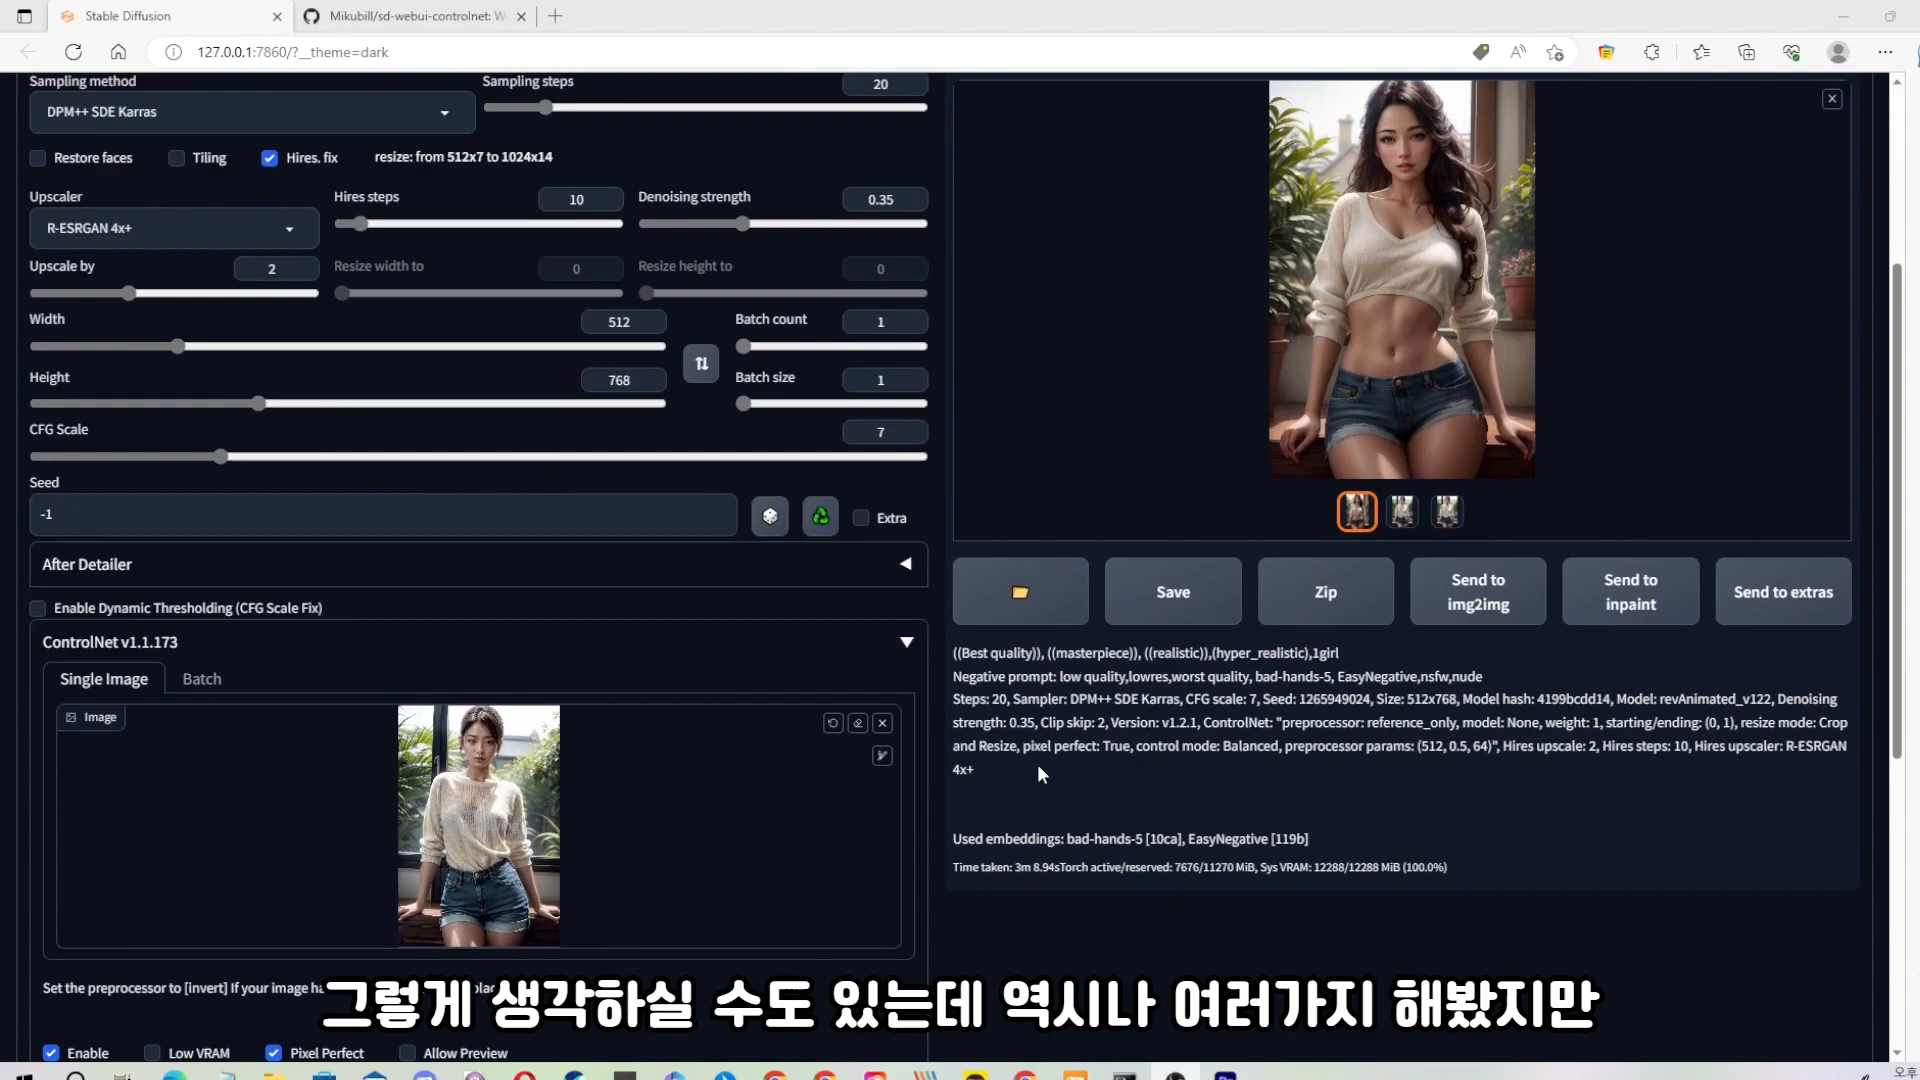 Stable Diffusion
Mikubill/sd-webui-controlnet: W
127.0.0.1:7860/?__theme=dark
Sampling method
Sampling steps
20
DPM++ SDE Karras
Restore faces
Tiling
Hires. fix
resize: from 512x7 to 1024x14
Upscaler
Hires steps
10
Denoising strength
0.35
R-ESRGAN 4x+
Upscale by
2
Resize width to
0
Resize height to
0
Width
512
Batch count
1
Height
768
Batch size
1
CFG Scale
7
Seed
-1
Extra
After Detailer
Enable Dynamic Thresholding (CFG Scale Fix)
ControlNet v1.1.173
Single Image
Batch
Image
Set the preprocessor to [invert] If your image ha
Enable
Low VRAM
Pixel Perfect
Allow Preview
Save
Zip
Send to
img2img
Send to
inpaint
Send to extras
((Best quality)), ((masterpiece)), ((realistic)),(hyper_realistic),1girl
Negative prompt: low quality,lowres,worst quality, bad-hands-5, EasyNegative,nsfw,nude
Steps: 20, Sampler: DPM++ SDE Karras, CFG scale: 7, Seed: 1265949024, Size: 512x768, Model hash: 4199bcdd14, Model: revAnimated_v122, Denoising
strength: 0.35, Clip skip: 2, Version: v1.2.1, ControlNet: "preprocessor: reference_only, model: None, weight: 1, starting/ending: (0, 1), resize mode: Crop
and Resize, pixel perfect: True, control mode: Balanced, preprocessor params: (512, 0.5, 64)", Hires upscale: 2, Hires steps: 10, Hires upscaler: R-ESRGAN
4x+
Used embeddings: bad-hands-5 [10ca], EasyNegative [119b]
Time taken: 3m 8.94sTorch active/reserved: 7676/11270 MiB, Sys VRAM: 12288/12288 MiB (100.0%)
그렇게 생각하실 수도 있는데 역시나 여러가지 해봤지만
오후